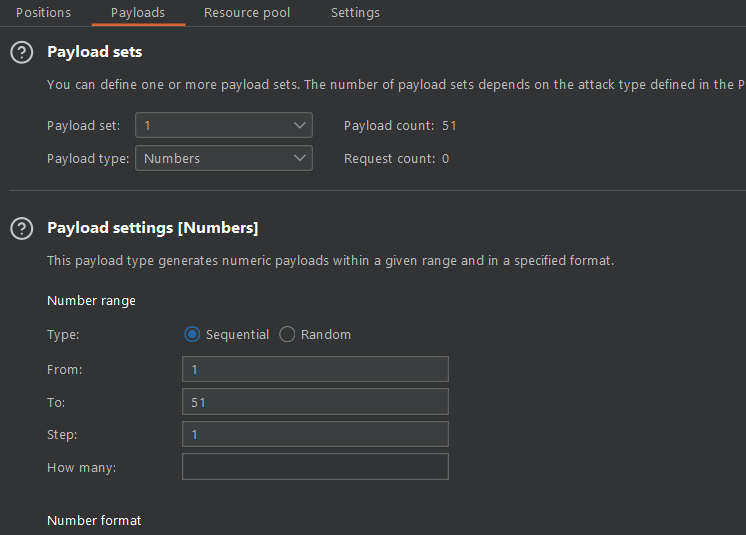 Positions Payloads Resource pool Settings
Payload sets
You can define one or more payload sets. The number of payload sets depends on the attack type defined in the P
Payload set: 1 Payload count: 51
Payload type: Numbers Request count: 0
Payload settings [Numbers]
This payload type generates numeric payloads within a given range and in a specified format.
Number range
Type: Sequential Random
From: 1
To: 51
Step: 1
How many:
Number format